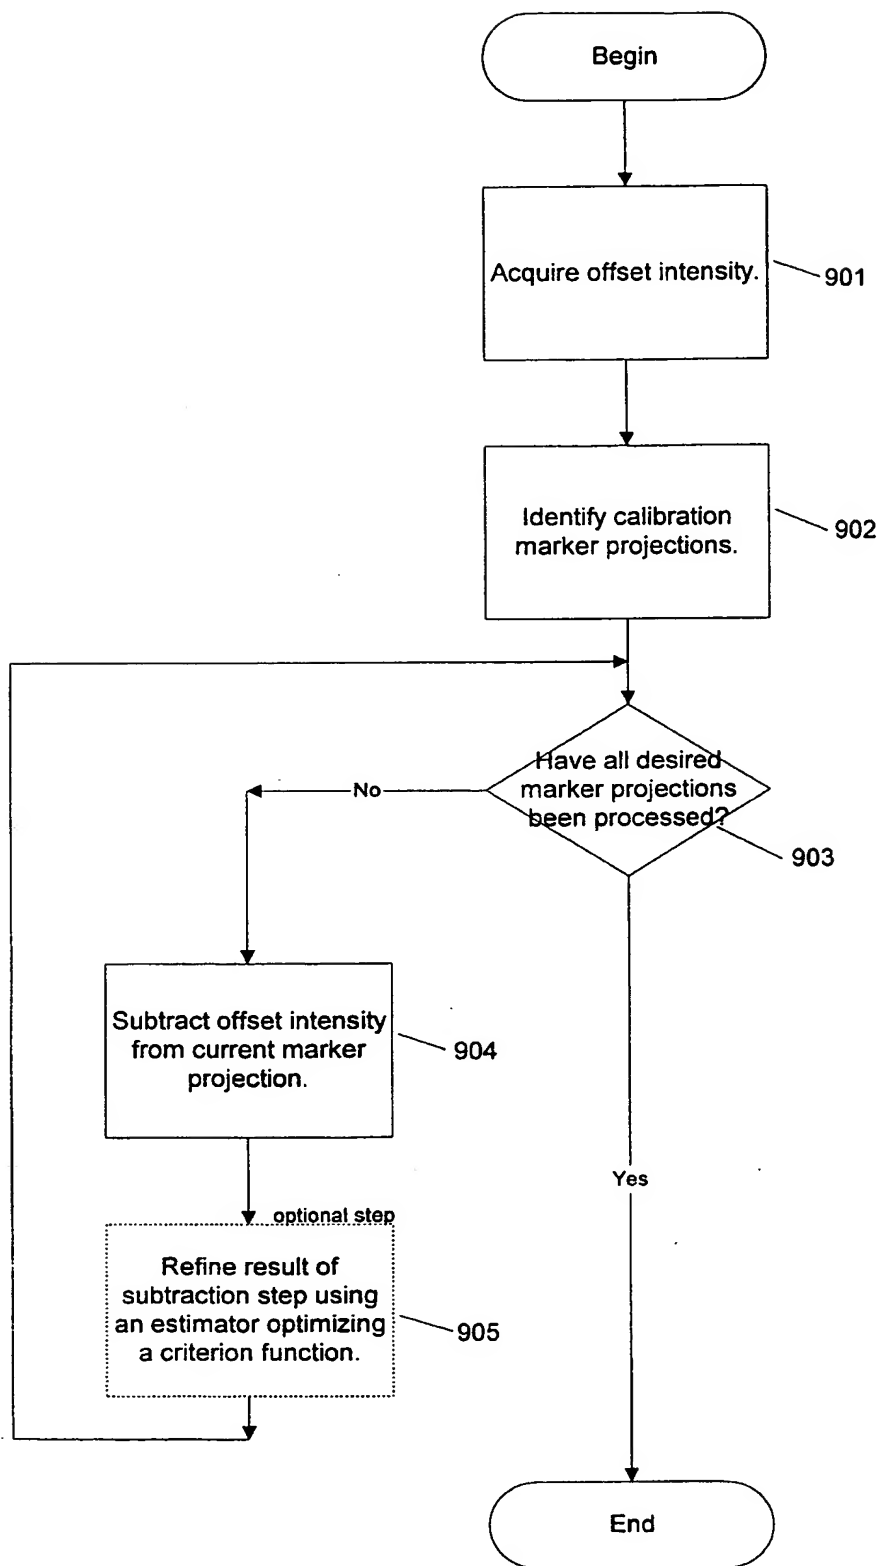 Begin
Acquire offset intensity.
901
Identify calibration
marker projections.
902
Have all desired
marker projections
been processed?
903
No
Subtract offset intensity
from current marker
projection.
904
Yes
optional step
Refine result of
subtraction step using
an estimator optimizing
a criterion function.
905
End